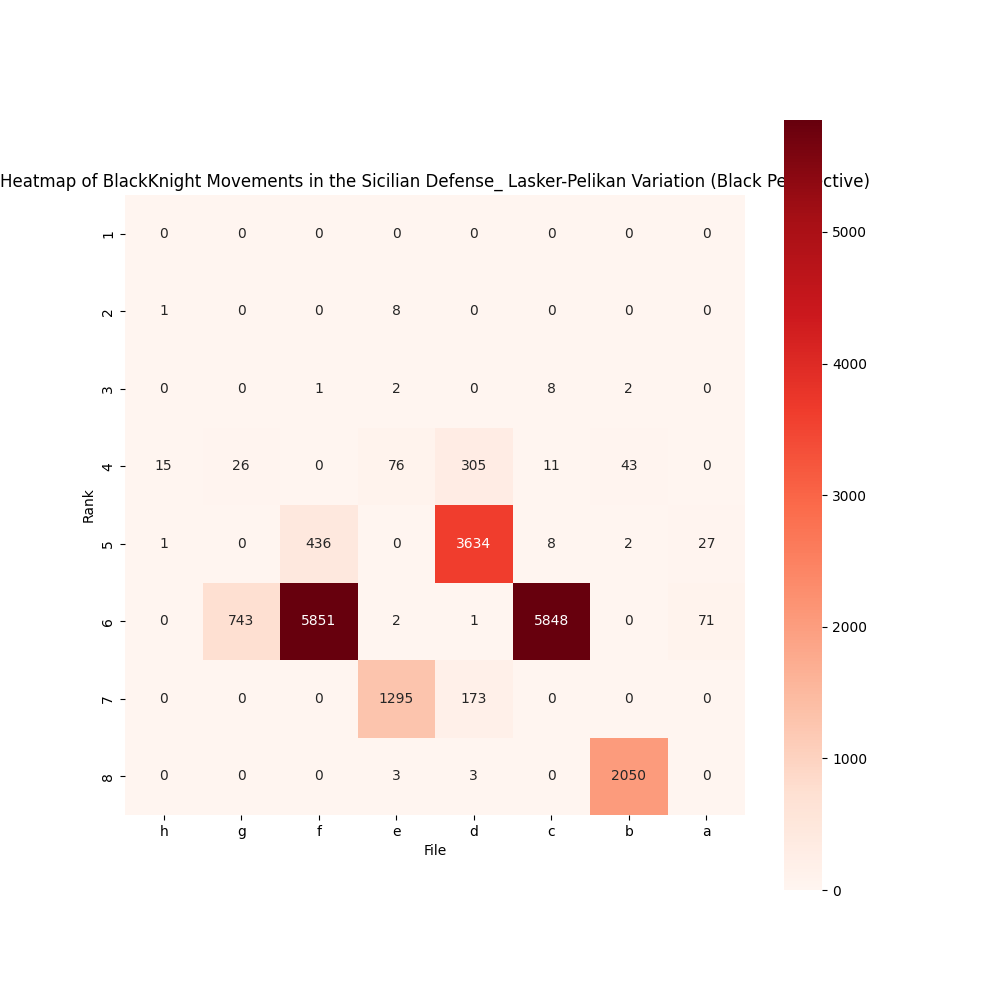 Heatmap of BlackKnight Movements in the Sicilian Defense_ Lasker-Pelikan Variation (Black Pe ctive)
1 0 0 0 0 0 0 0 0
2 1 0 0 8 0 0 0 0
3 0 0 1 2 0 8 2 0
4 15 26 0 76 305 11 43 0
5 1 0 436 0 3634 8 2 27
6 0 743 5851 2 1 5848 0 71
7 0 0 0 1295 173 0 0 0
8 0 0 0 3 3 0 2050 0
h g f e d c b a
File
Rank
5000
4000
3000
2000
1000
0